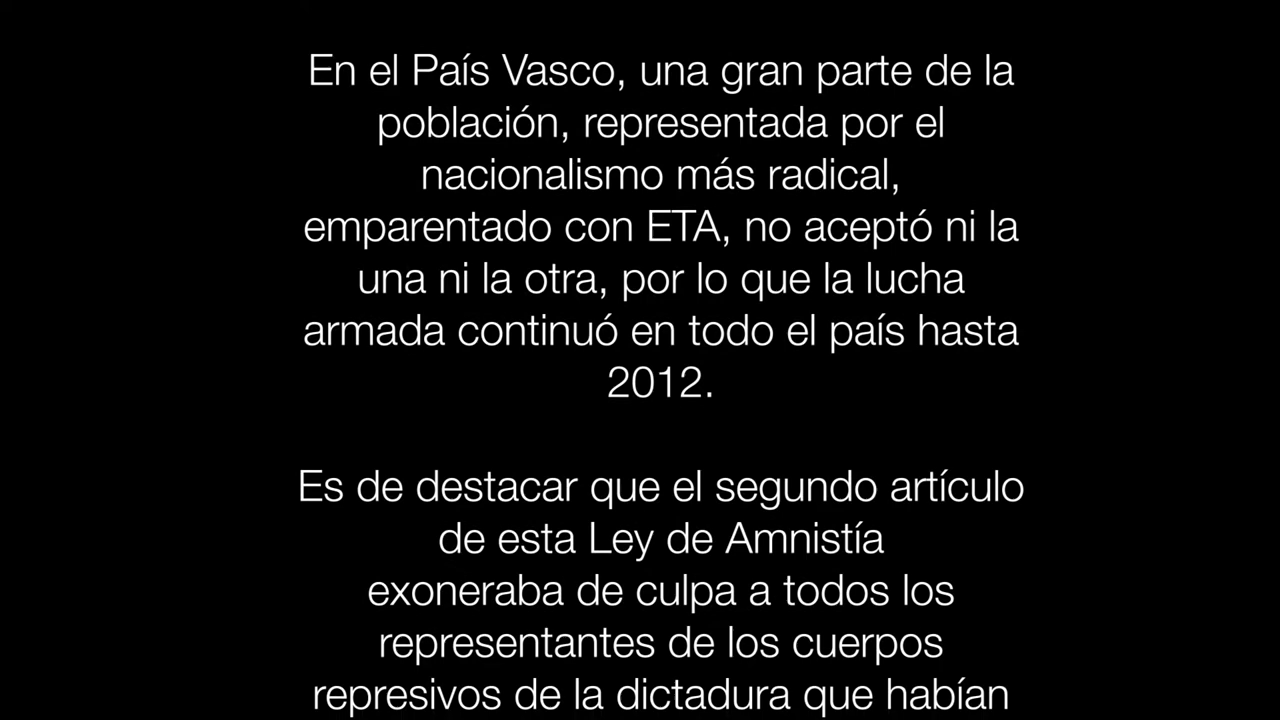 En el País Vasco, una gran parte de la
población, representada por el
nacionalismo más radical,
emparentado con ETA, no aceptó ni la
una ni la otra, por lo que la lucha
armada continuó en todo el país hasta
2012.
Es de destacar que el segundo artículo
de esta Ley de Amnistía
exoneraba de culpa a todos los
representantes de los cuerpos
represivos de la dictadura que habían